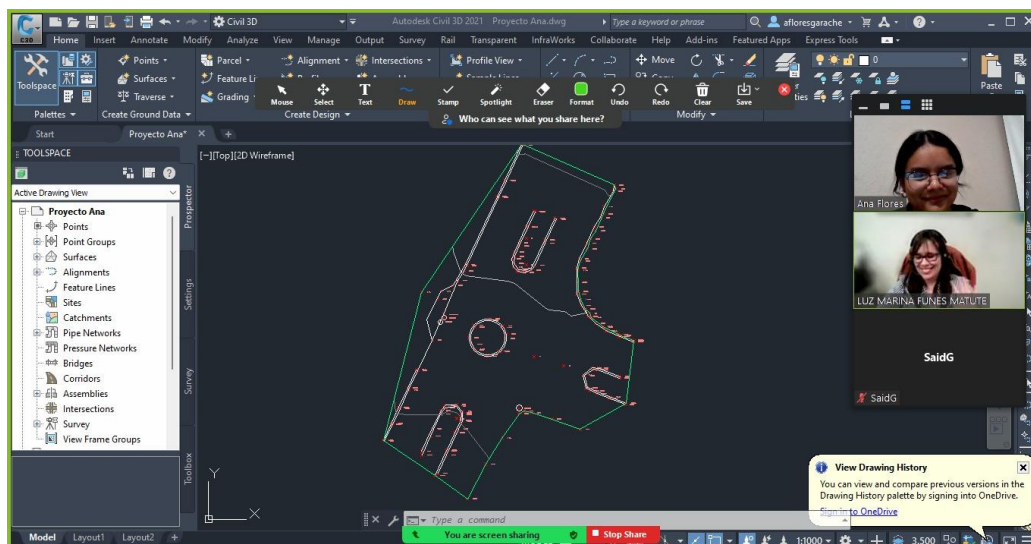 C3D
Civil 3D
Autodesk Civil 3D 2021 Proyecto Ana.dwg
Type a keyword or phrase
afloresgarache
Home Insert Annotate Modify Analyze View Manage Output Survey Rail Transparent InfraWorks Collaborate Help Add-ins Featured Apps Express Tools
Toolspace
Points
Surfaces
Traverse
Parcel
Feature Li
Grading
Alignment
Intersections
Profile View
Move
0
Paste
Palettes
Create Ground Data
Create Design
Modify
Mouse Select Text Draw Stamp Spotlight Eraser Format Undo Redo Clear Save
Who can see what you share here?
Start
Proyecto Ana*
TOOLSPACE
Active Drawing View
Proyecto Ana
Points
Point Groups
Surfaces
Alignments
Feature Lines
Sites
Catchments
Pipe Networks
Pressure Networks
Bridges
Corridors
Assemblies
Intersections
Survey
View Frame Groups
Prospector
Settings
Survey
Toolbox
[−][Top][2D Wireframe]
Y
X
Ana Flores
LUZ MARINA FUNES MATUTE
SaidG
SaidG
View Drawing History
You can view and compare previous versions in the
Drawing History palette by signing into OneDrive.
Sign in to OneDrive
Type a command
You are screen sharing
Stop Share
Model Layout1 Layout2
1:1000
3.500